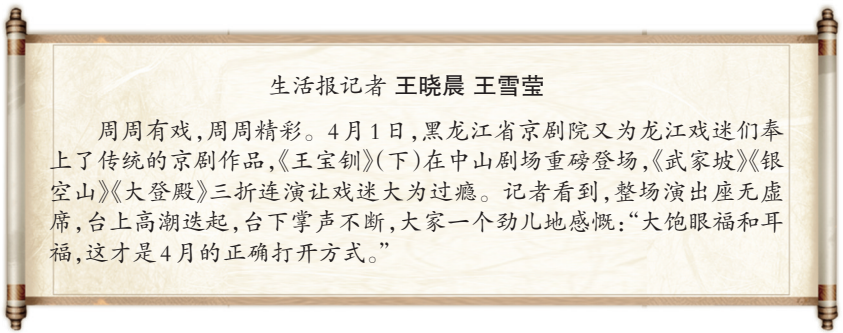 生活报记者 王晓晨 王雪莹
周周有戏,周周精彩。4月1日,黑龙江省京剧院又为龙江戏迷们奉
上了传统的京剧作品,《王宝钏》(下)在中山剧场重磅登场,《武家坡》《银
空山》《大登殿》三折连演让戏迷大为过瘾。记者看到,整场演出座无虚
席,台上高潮迭起,台下掌声不断,大家一个劲儿地感慨:“大饱眼福和耳
福,这才是4月的正确打开方式。”